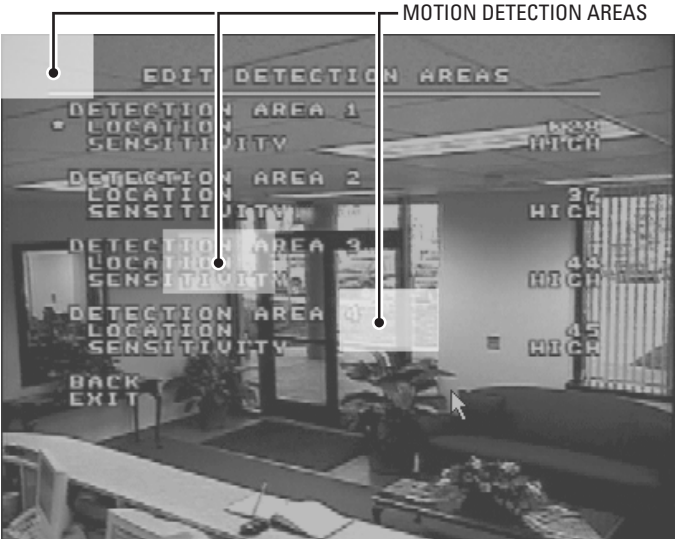 MOTION DETECTION AREAS
EDIT DETECTION AREAS
DETECTION AREA 1
* LOCATION
SENSITIVITY HIGH
DETECTION AREA 2
LOCATION 37
SENSITIVITY HIGH
DETECTION AREA 3
LOCATION 44
SENSITIVITY HIGH
DETECTION AREA 4
LOCATION 45
SENSITIVITY HIGH
BACK
EXIT